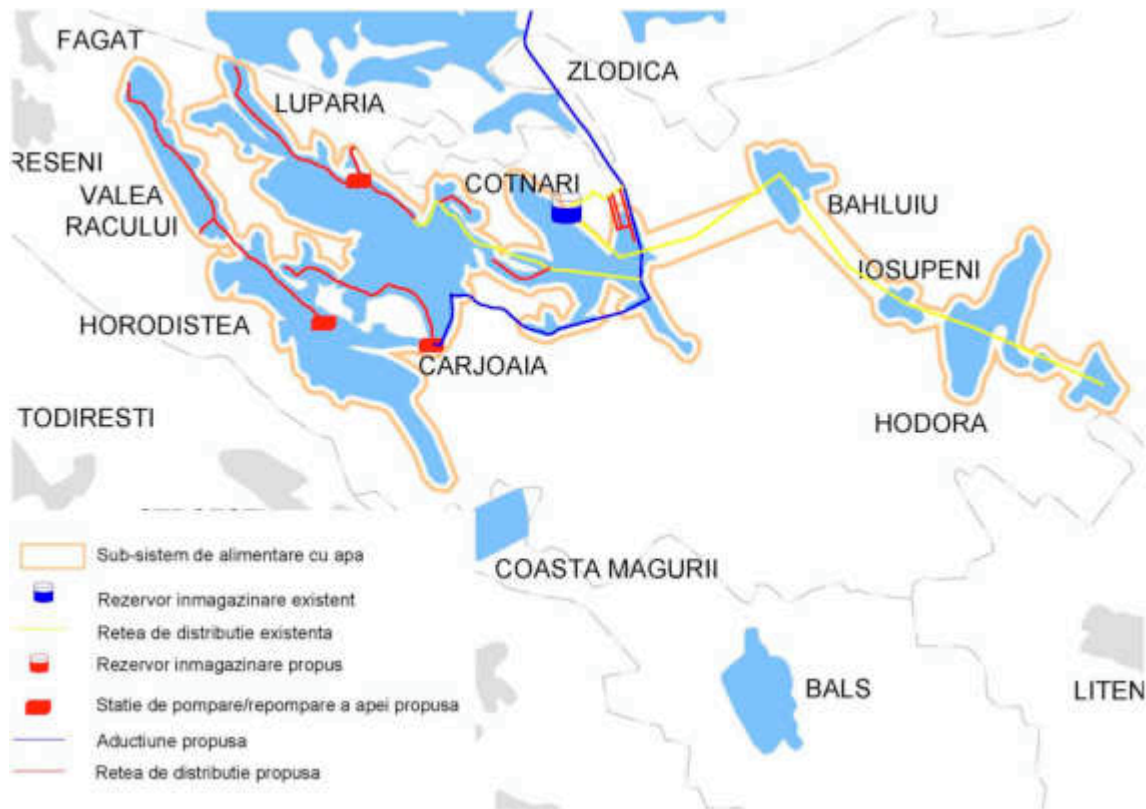 FAGAT
ZLODICA
LUPARIA
RESENI
VALEA
RACULUI
COTNARI
BAHLUIU
IOSUPENI
HORODISTEA
CARJOAIA
TODIRESTI
HODORA
COASTA MAGURII
BALS
LITEN
Sub-sistem de alimentare cu apa
Rezervor inmagazinare existent
Retea de distributie existenta
Rezervor inmagazinare propus
Statie de pompare/repompare a apei propusa
Aductiune propusa
Retea de distributie propusa